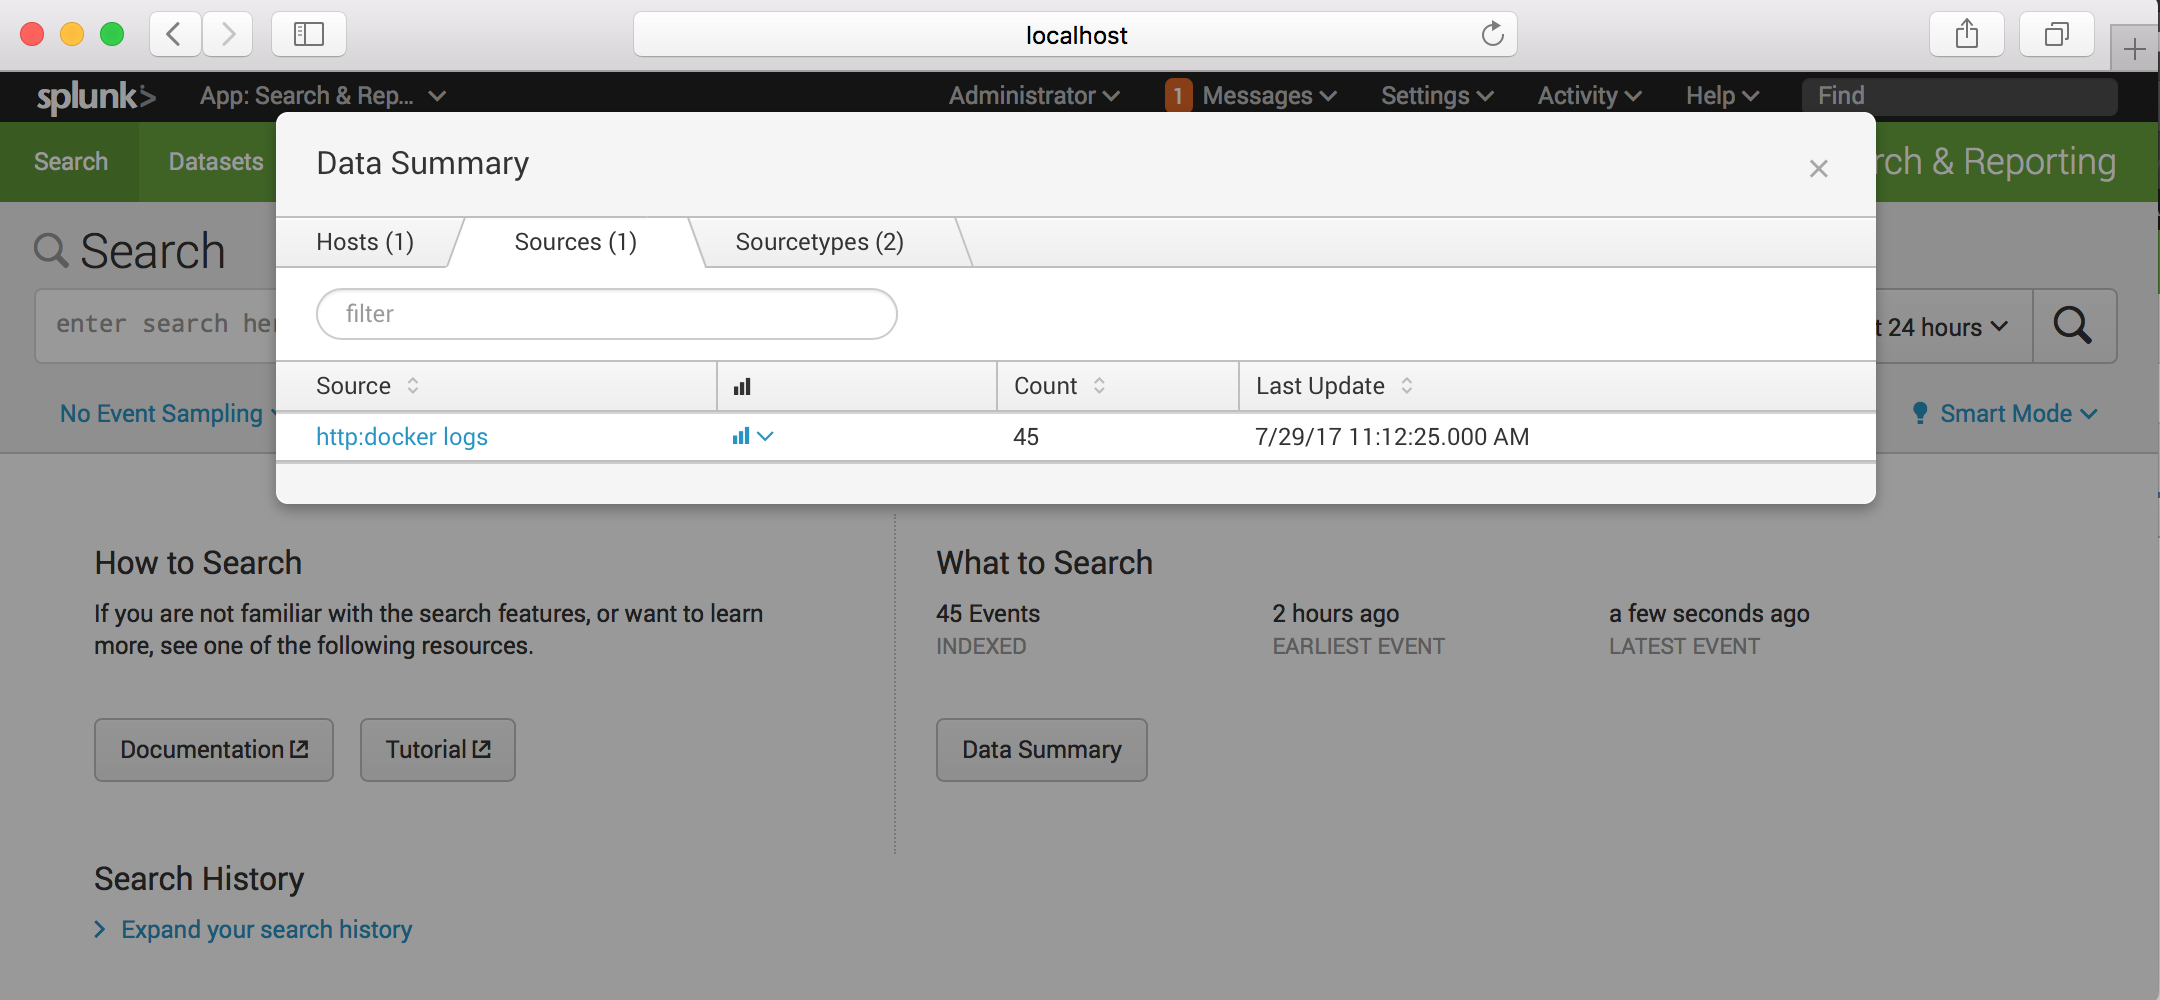 localhost
splunk>
App: Search & Rep...
Administrator
1 Messages
Settings
Activity
Help
Find
Search
Datasets
& Reporting
Data Summary
Hosts (1)
Sources (1)
Sourcetypes (2)
filter
Source
Count
Last Update
http:docker logs
45
7/29/17 11:12:25.000 AM
Search
enter search
24 hours
No Event Sampling
Smart Mode
How to Search
If you are not familiar with the search features, or want to learn
more, see one of the following resources.
Documentation
Tutorial
What to Search
45 Events
INDEXED
2 hours ago
EARLIEST EVENT
a few seconds ago
LATEST EVENT
Data Summary
Search History
Expand your search history